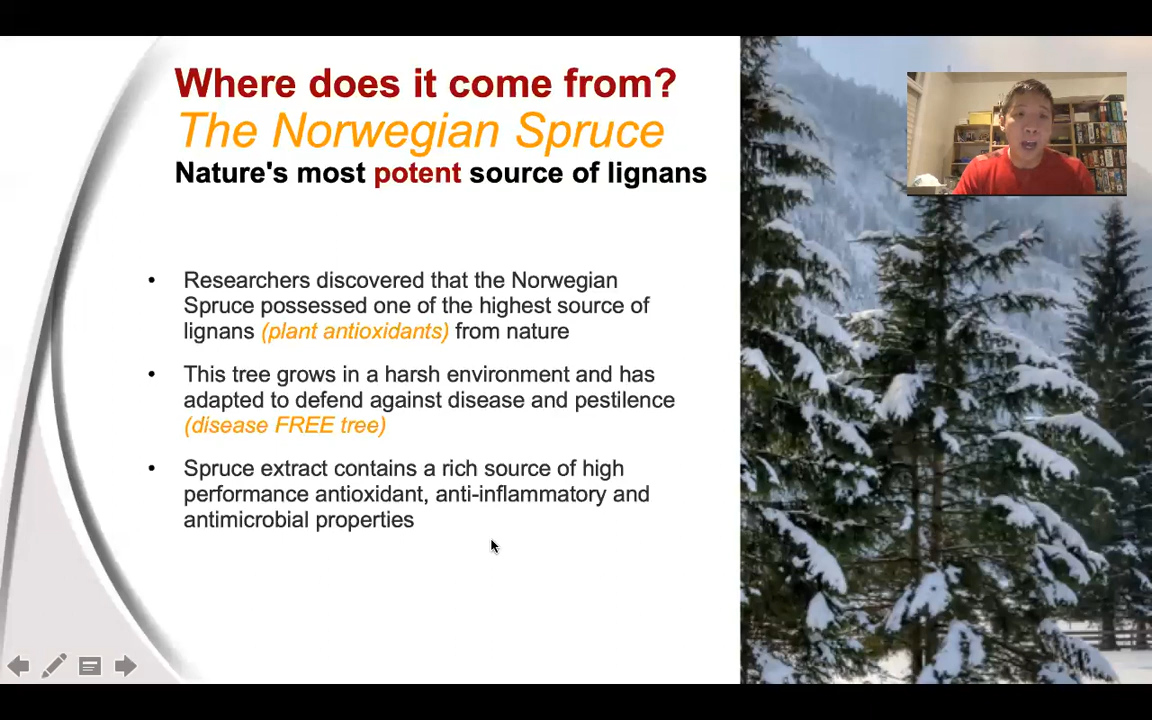 Where does it come from?
The Norwegian Spruce
Nature's most potent source of lignans
• Researchers discovered that the Norwegian
Spruce possessed one of the highest source of
lignans (plant antioxidants) from nature
• This tree grows in a harsh environment and has
adapted to defend against disease and pestilence
(disease FREE tree)
• Spruce extract contains a rich source of high
performance antioxidant, anti-inflammatory and
antimicrobial properties